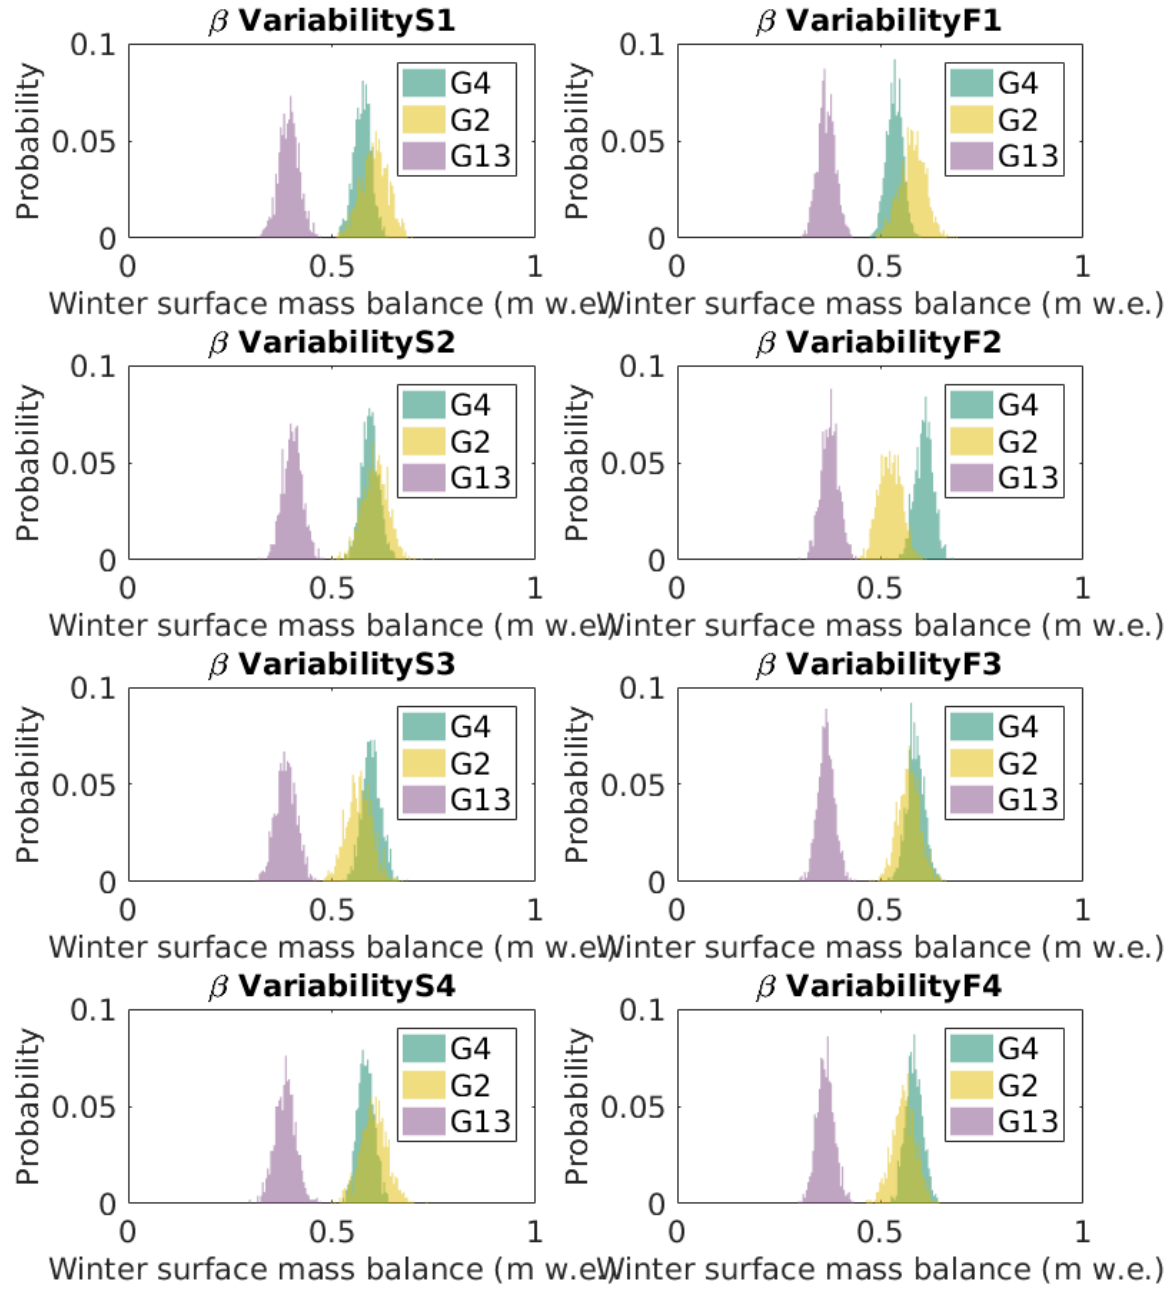 β VariabilityS1
0.1
0.05
0
Probability
G4
G2
G13
0 0.5 1
Winter surface mass balance (m w.e.)
β VariabilityF1
0.1
0.05
0
Probability
G4
G2
G13
0 0.5 1
Winter surface mass balance (m w.e.)
β VariabilityS2
0.1
0.05
0
Probability
G4
G2
G13
0 0.5 1
Winter surface mass balance (m w.e.)
β VariabilityF2
0.1
0.05
0
Probability
G4
G2
G13
0 0.5 1
Winter surface mass balance (m w.e.)
β VariabilityS3
0.1
0.05
0
Probability
G4
G2
G13
0 0.5 1
Winter surface mass balance (m w.e.)
β VariabilityF3
0.1
0.05
0
Probability
G4
G2
G13
0 0.5 1
Winter surface mass balance (m w.e.)
β VariabilityS4
0.1
0.05
0
Probability
G4
G2
G13
0 0.5 1
Winter surface mass balance (m w.e.)
β VariabilityF4
0.1
0.05
0
Probability
G4
G2
G13
0 0.5 1
Winter surface mass balance (m w.e.)